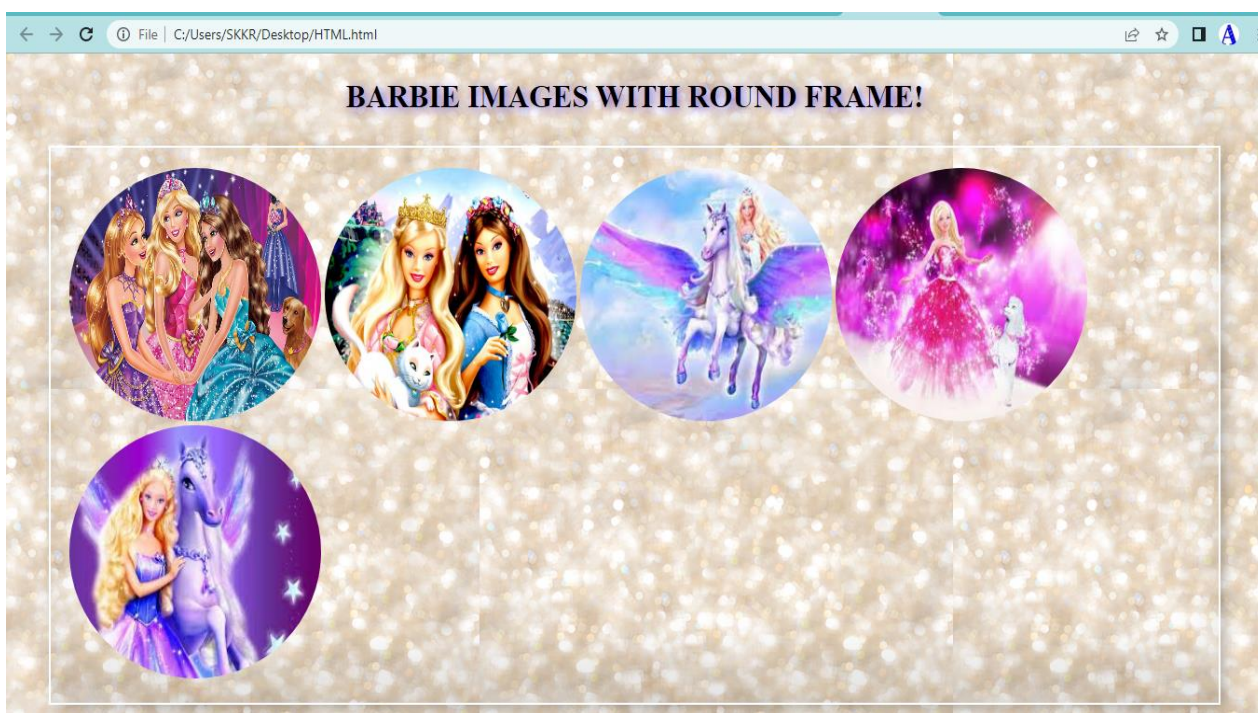 File | C:/Users/SKKR/Desktop/HTML.html
A
BARBIE IMAGES WITH ROUND FRAME!